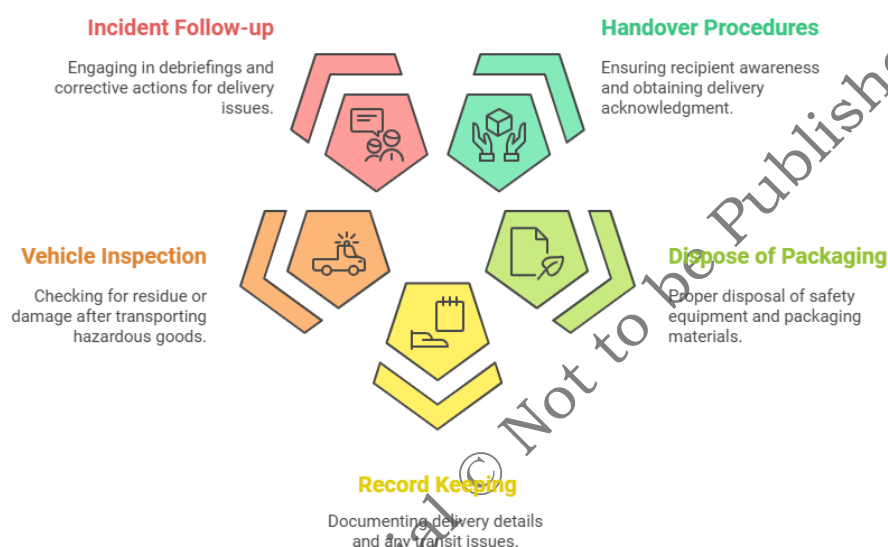 Incident Follow-up
Engaging in debriefings and
corrective actions for delivery
issues.
Handover Procedures
Ensuring recipient awareness
and obtaining delivery
acknowledgment.
Vehicle Inspection
Checking for residue or
damage after transporting
hazardous goods.
Dispose of Packaging
Proper disposal of safety
equipment and packaging
materials.
Record Keeping
Documenting delivery details
and any transit issues.
© Not to be Publishe